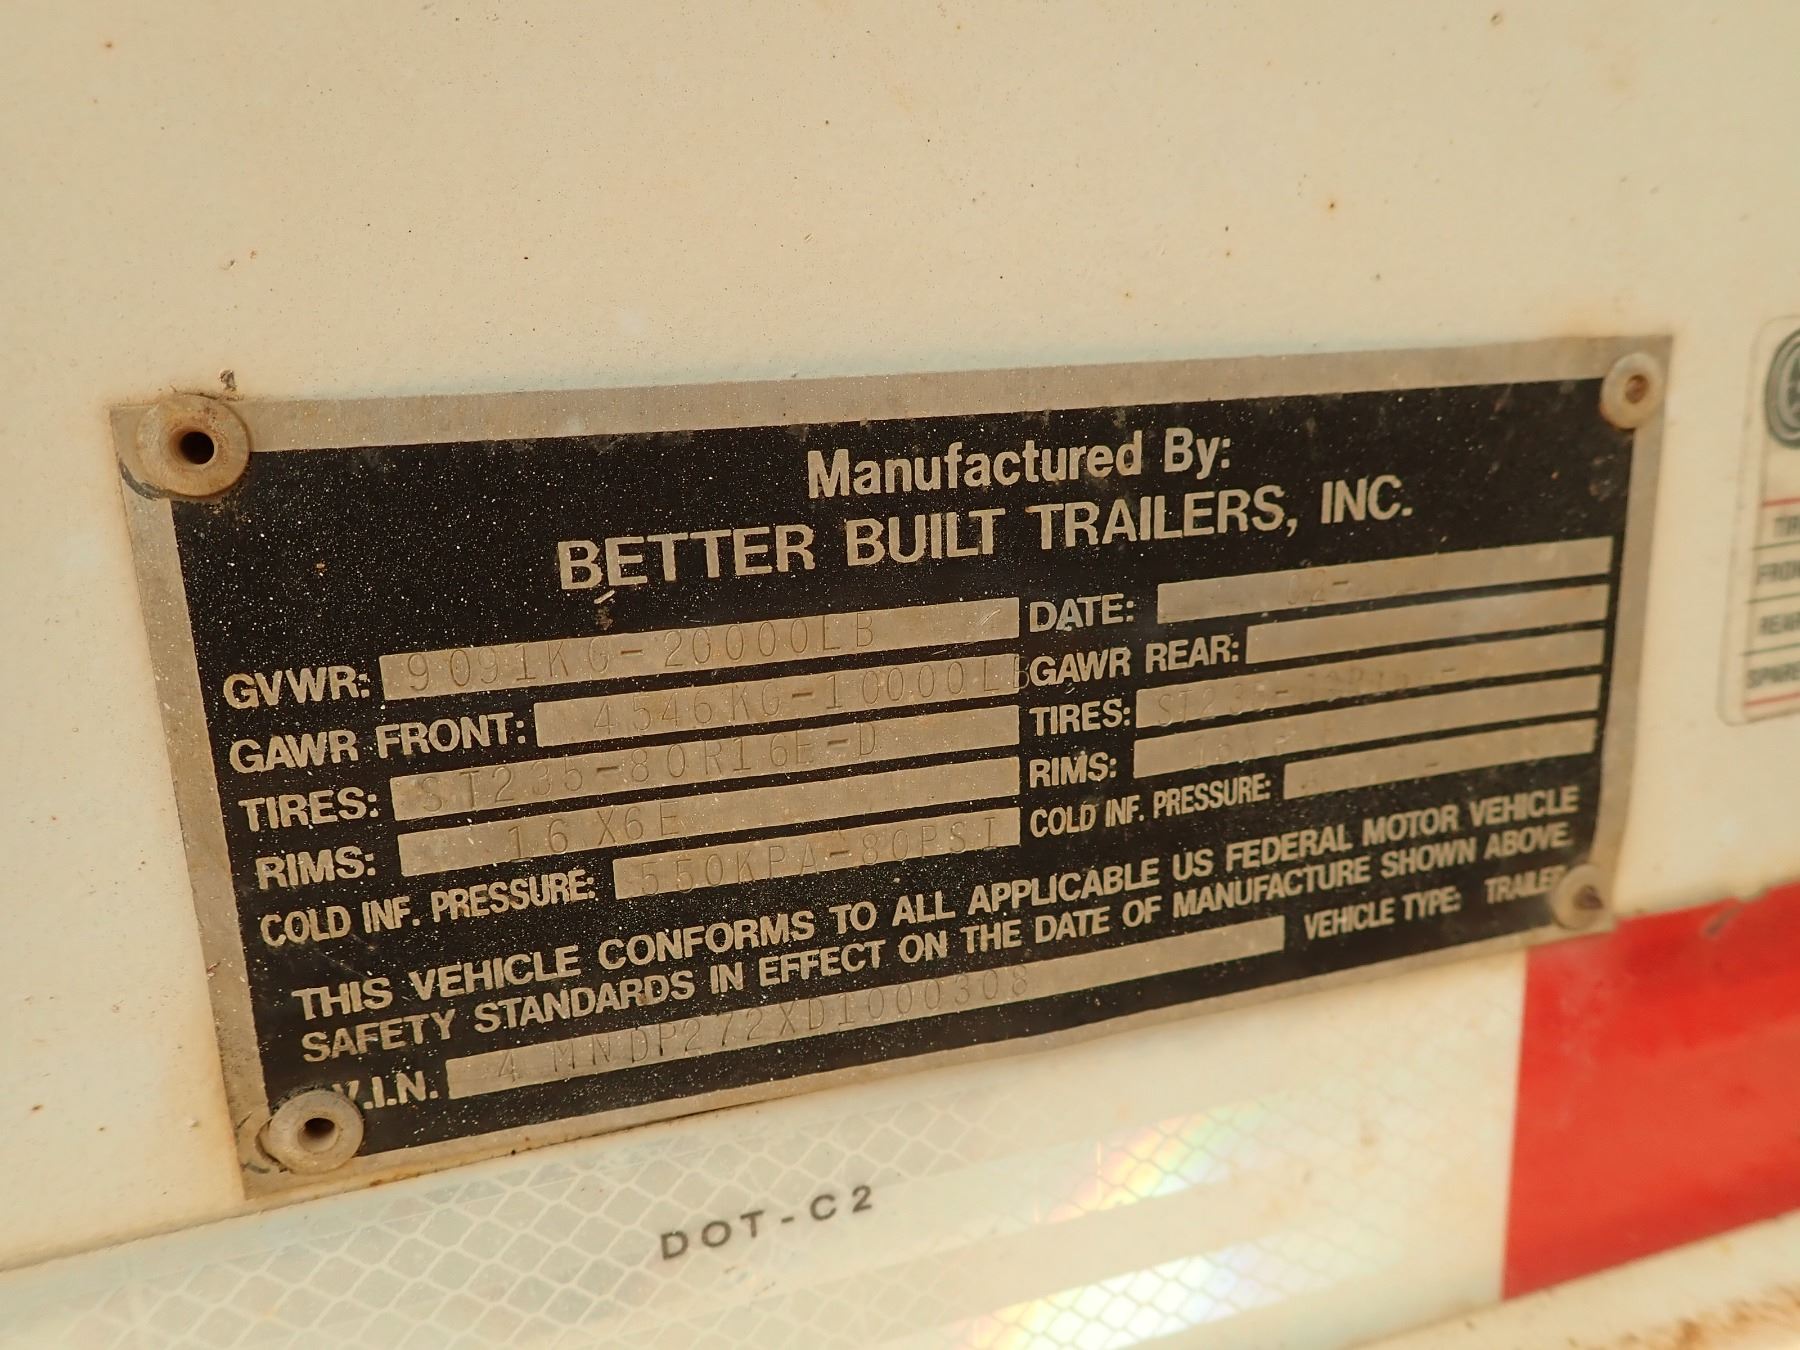 Manufactured By:
BETTER BUILT TRAILERS, INC.
GVWR: 9091KG-20000LB
DATE: 02-
GAWR FRONT: 4546KG-10000LB
GAWR REAR:
TIRES: ST235-80R16E-D
TIRES: ST235-
RIMS: 16X6E
RIMS:
COLD INF. PRESSURE: 550KPA-80PSI
COLD INF. PRESSURE:
THIS VEHICLE CONFORMS TO ALL APPLICABLE US FEDERAL MOTOR VEHICLE
SAFETY STANDARDS IN EFFECT ON THE DATE OF MANUFACTURE SHOWN ABOVE.
V.I.N. 4MNDP272XD1000308
VEHICLE TYPE: TRAILER
DOT-C2